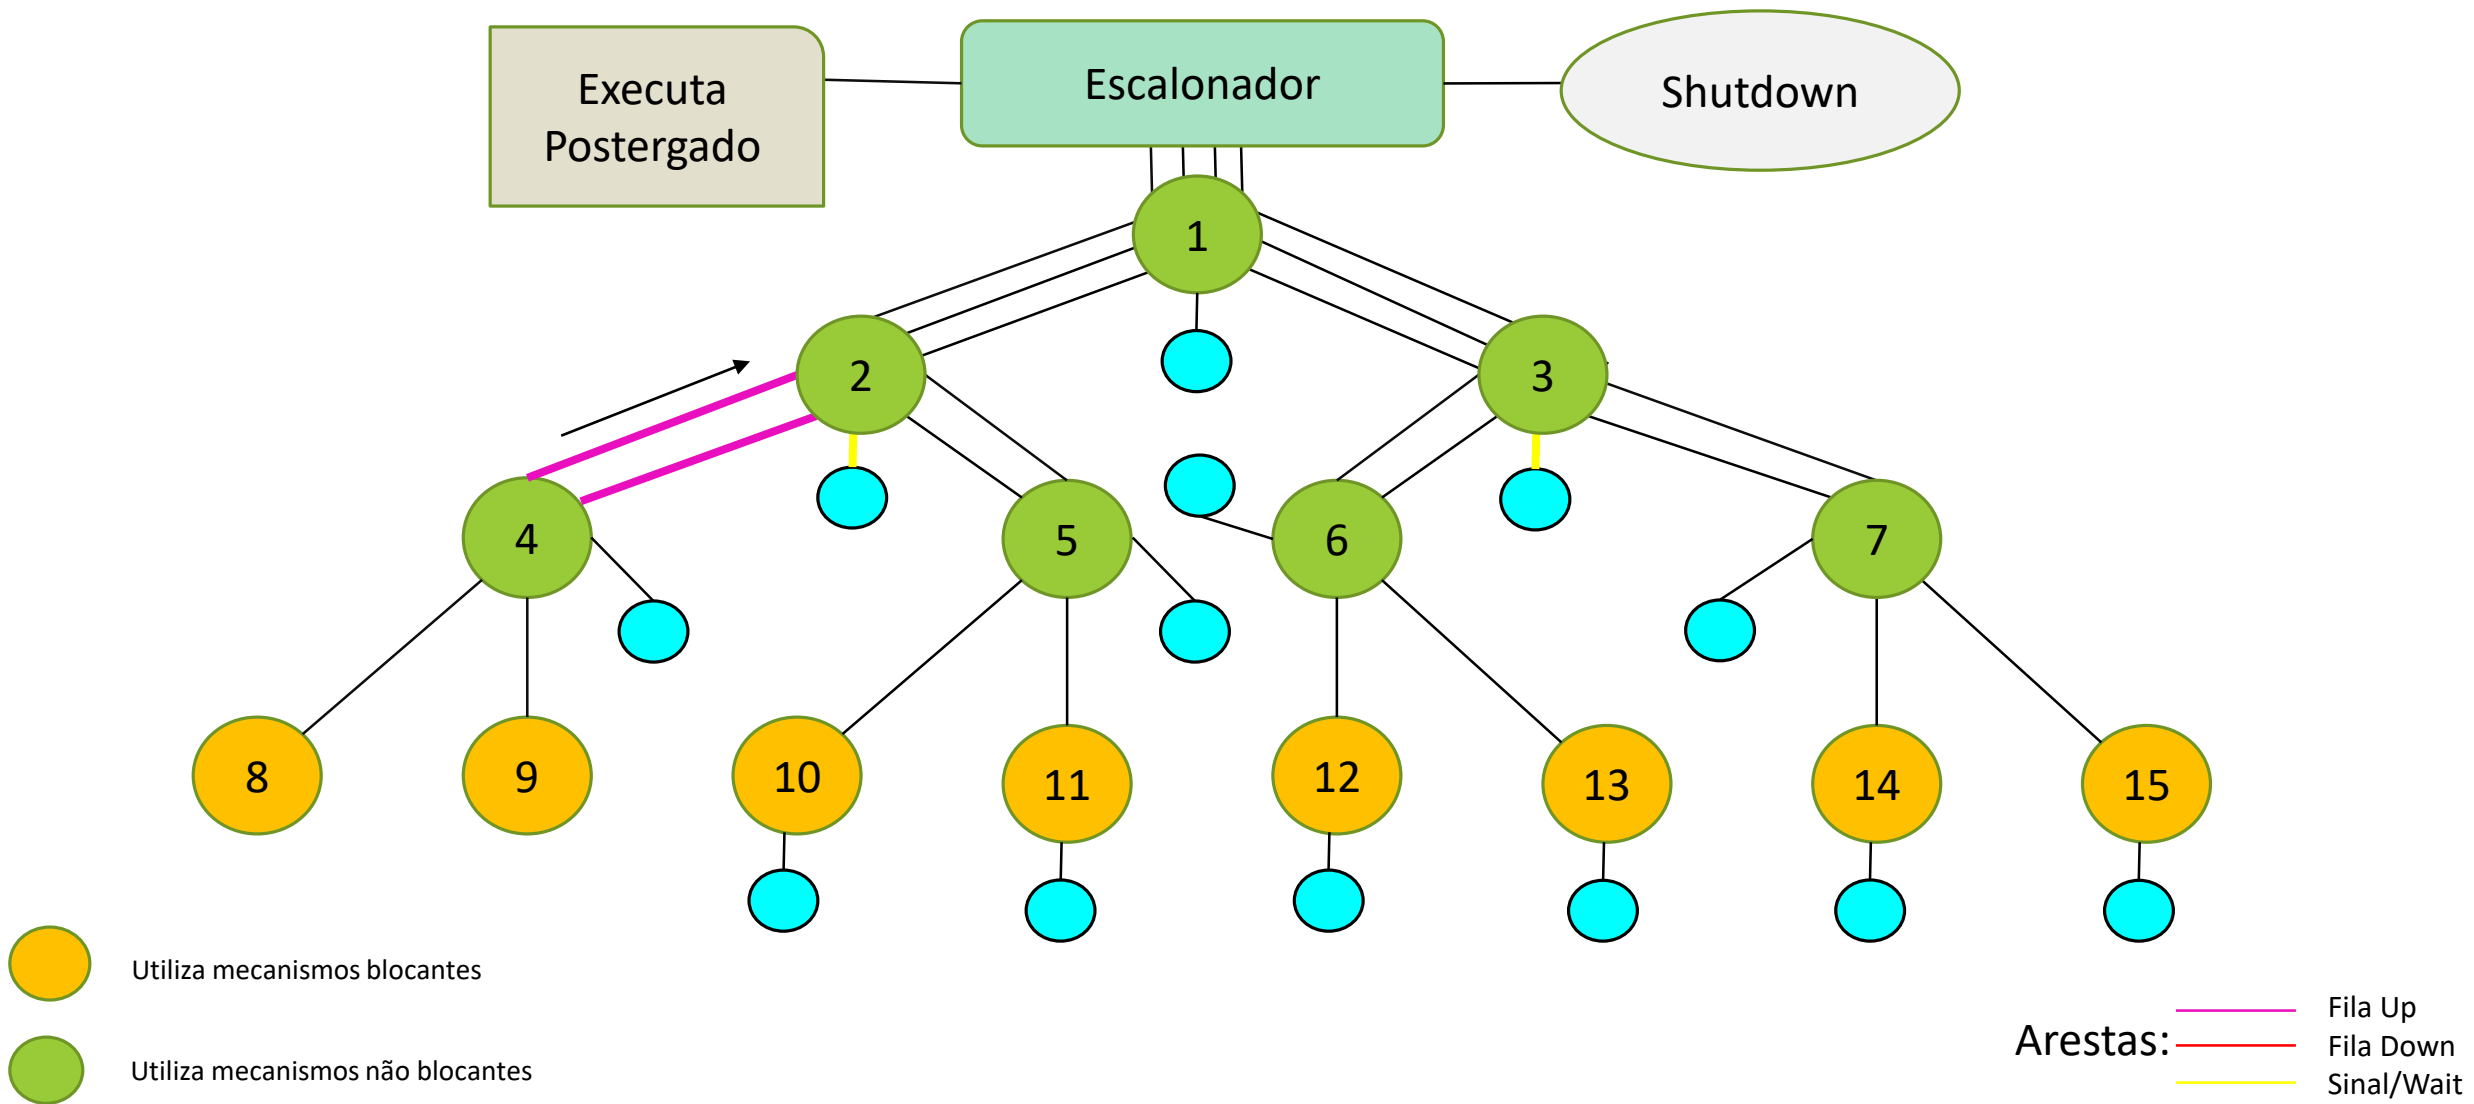 Executa
Postergado
Escalonador
Shutdown
1
2
3
4
5
6
7
8
9
10
11
12
13
14
15
Utiliza mecanismos blocantes
Utiliza mecanismos não blocantes
Arestas:
Fila Up
Fila Down
Sinal/Wait